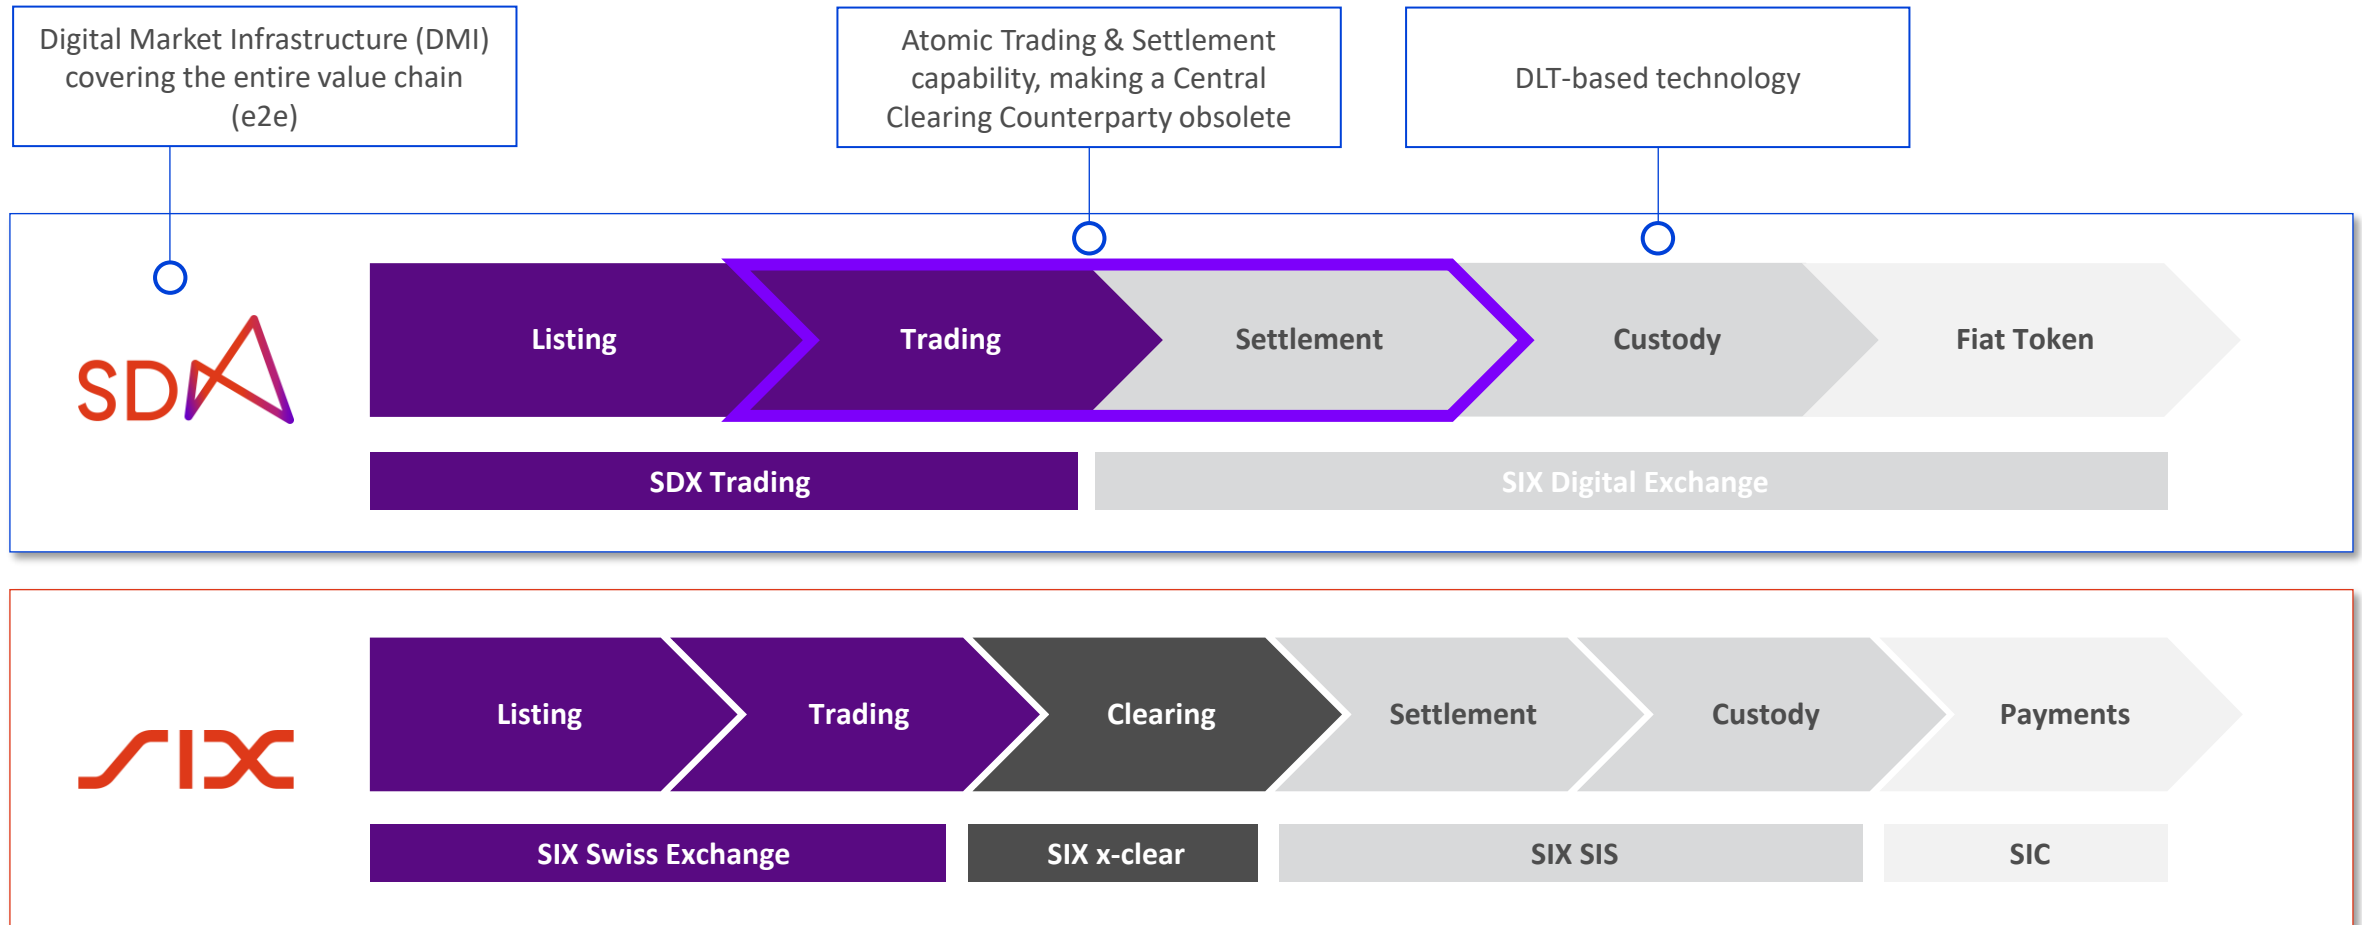 Digital Market Infrastructure (DMI)
covering the entire value chain
(e2e)
Atomic Trading & Settlement
capability, making a Central
Clearing Counterparty obsolete
DLT-based technology
SDX
Listing
Trading
Settlement
Custody
Fiat Token
SDX Trading
SIX Digital Exchange
SIX
Listing
Trading
Clearing
Settlement
Custody
Payments
SIX Swiss Exchange
SIX x-clear
SIX SIS
SIC